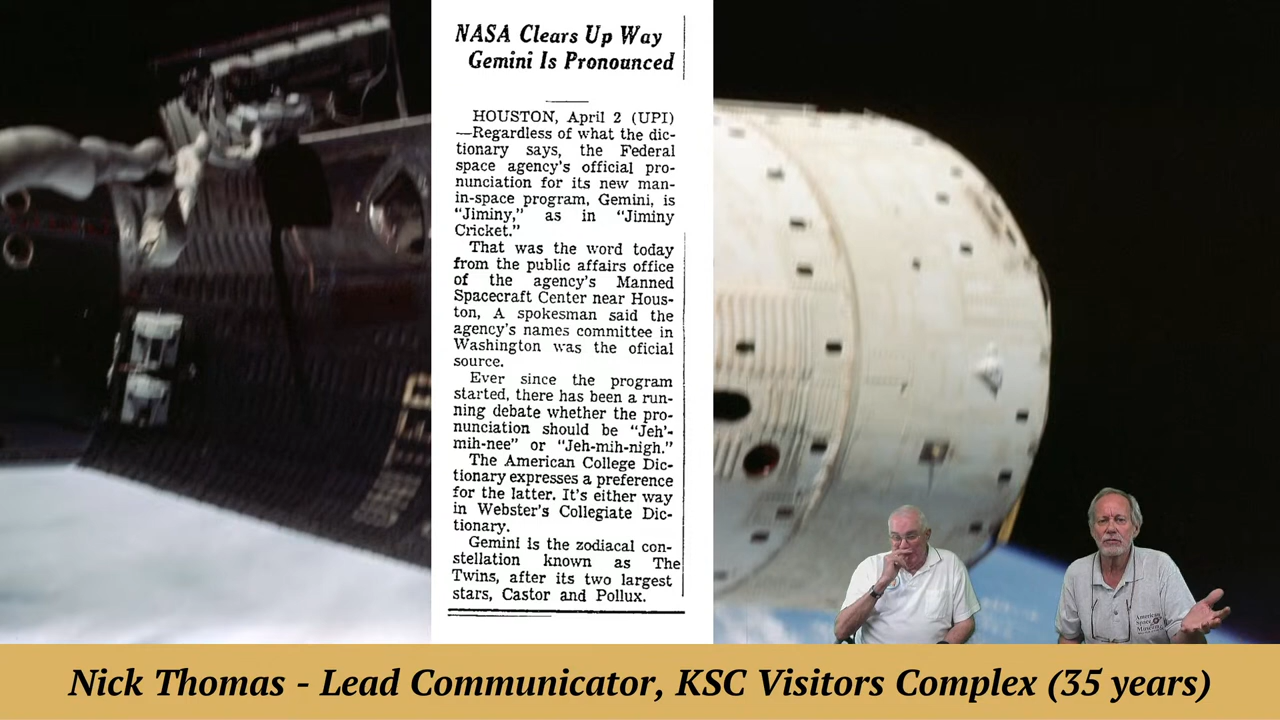 NASA Clears Up Way
Gemini Is Pronounced
HOUSTON, April 2 (UPI)
—Regardless of what the dic-
tionary says, the Federal
space agency's official pro-
nunciation for its new man-
in-space program, Gemini, is
"Jiminy," as in "Jiminy
Cricket."
That was the word today
from the public affairs office
of the agency's Manned
Spacecraft Center near Hous-
ton, A spokesman said the
agency's names committee in
Washington was the oficial
source.
Ever since the program
started, there has been a run-
ning debate whether the pro-
nunciation should be "Jeh'-
mih-nee" or "Jeh-mih-nigh."
The American College Dic-
tionary expresses a preference
for the latter. It's either way
in Webster's Collegiate Dic-
tionary.
Gemini is the zodiacal con-
stellation known as The
Twins, after its two largest
stars, Castor and Pollux.
American
Space
Museum
Nick Thomas - Lead Communicator, KSC Visitors Complex (35 years)